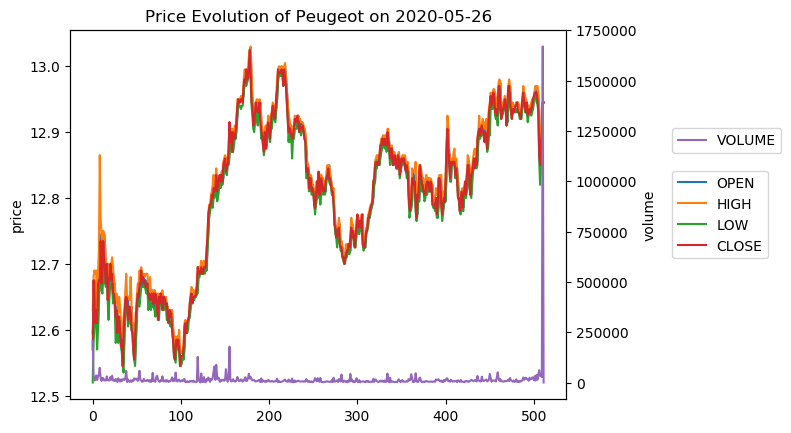 Price Evolution of Peugeot on 2020-05-26
price
13.0
12.9
12.8
12.7
12.6
12.5
0
100
200
300
400
500
1750000
1500000
1250000
1000000
750000
500000
250000
0
volume
VOLUME
OPEN
HIGH
LOW
CLOSE